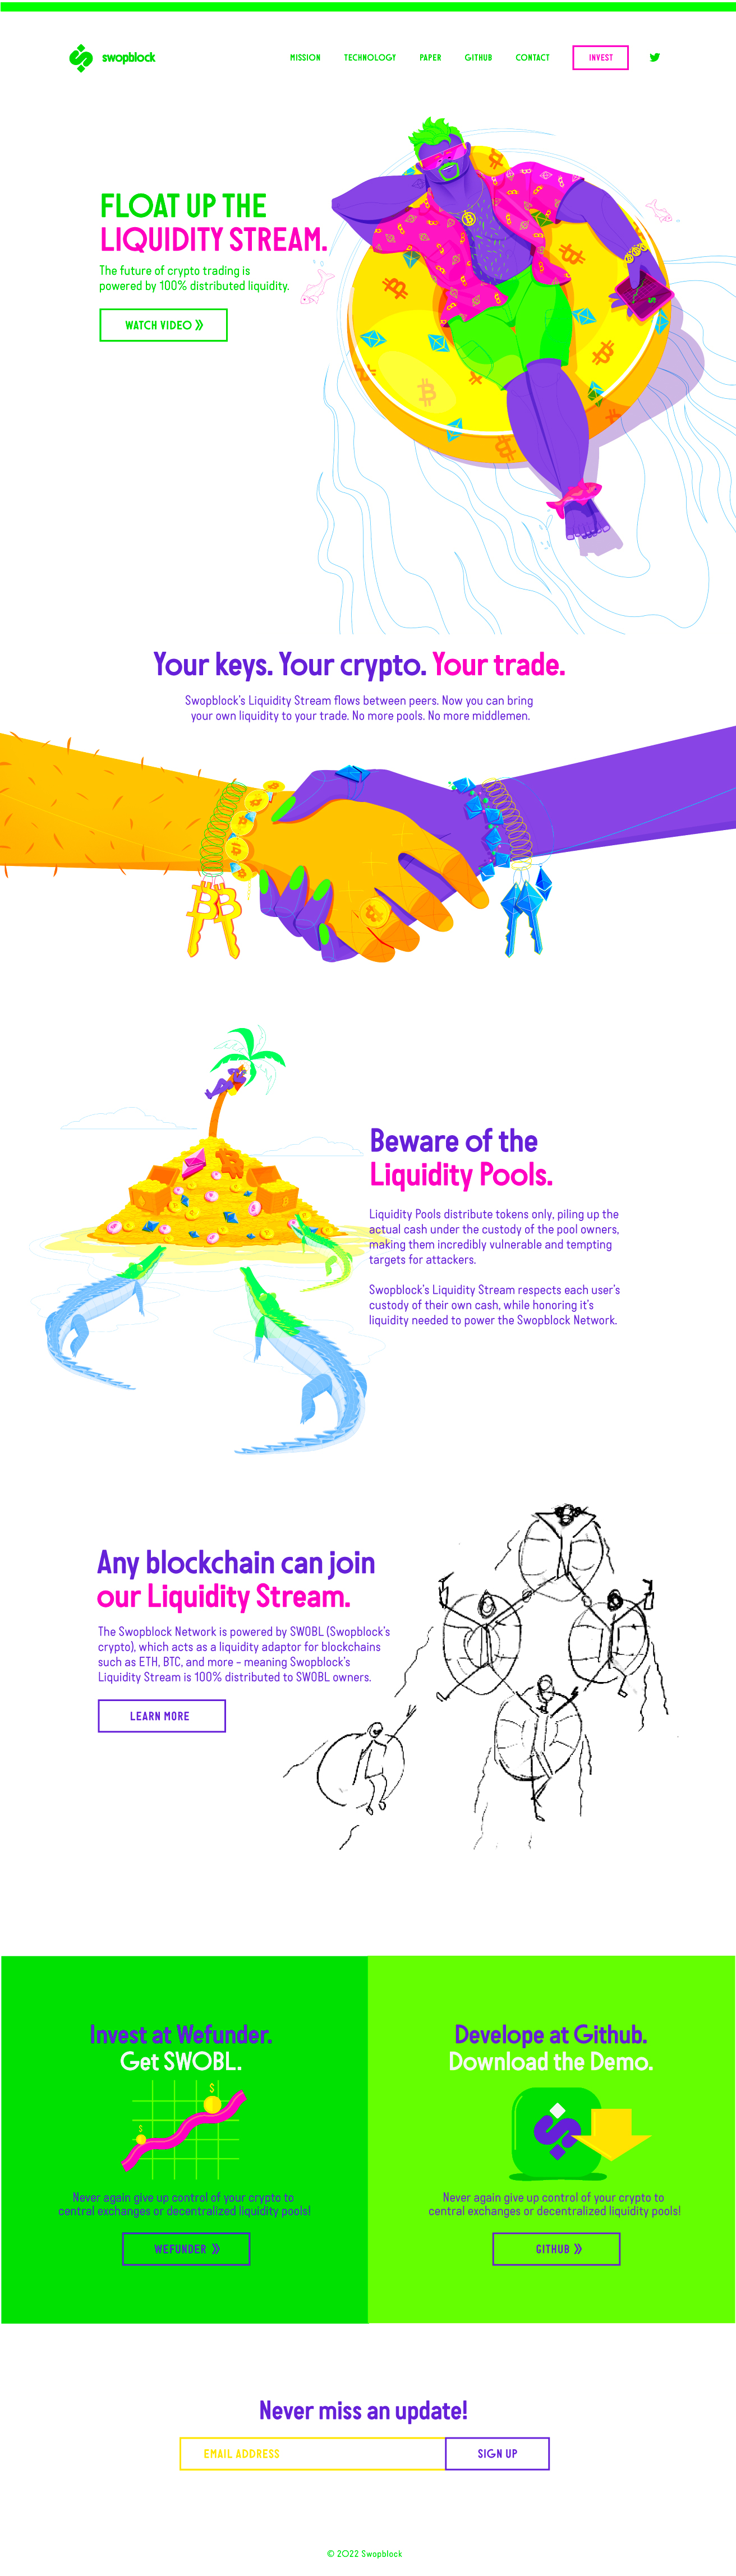 swopblock
MISSION TECHNOLOGY PAPER GITHUB CONTACT INVEST
FLOAT UP THE
LIQUIDITY STREAM.
The future of crypto trading is
powered by 100% distributed liquidity.
WATCH VIDEO »
Your keys. Your crypto. Your trade.
Swopblock's Liquidity Stream flows between peers. Now you can bring
your own liquidity to your trade. No more pools. No more middlemen.
Beware of the
Liquidity Pools.
Liquidity Pools distribute tokens only, piling up the
actual cash under the custody of the pool owners,
making them incredibly vulnerable and tempting
targets for attackers.
Swopblock's Liquidity Stream respects each user's
custody of their own cash, while honoring it's
liquidity needed to power the Swopblock Network.
Any blockchain can join
our Liquidity Stream.
The Swopblock Network is powered by SWOBL (Swopblock's
crypto), which acts as a liquidity adaptor for blockchains
such as ETH, BTC, and more – meaning Swopblock's
Liquidity Stream is 100% distributed to SWOBL owners.
LEARN MORE
Invest at Wefunder.
Get SWOBL.
$
$
Never again give up control of your crypto to
central exchanges or decentralized liquidity pools!
WEFUNDER »
Develope at Github.
Download the Demo.
Never again give up control of your crypto to
central exchanges or decentralized liquidity pools!
GITHUB »
Never miss an update!
EMAIL ADDRESS SIGN UP
© 2022 Swopblock